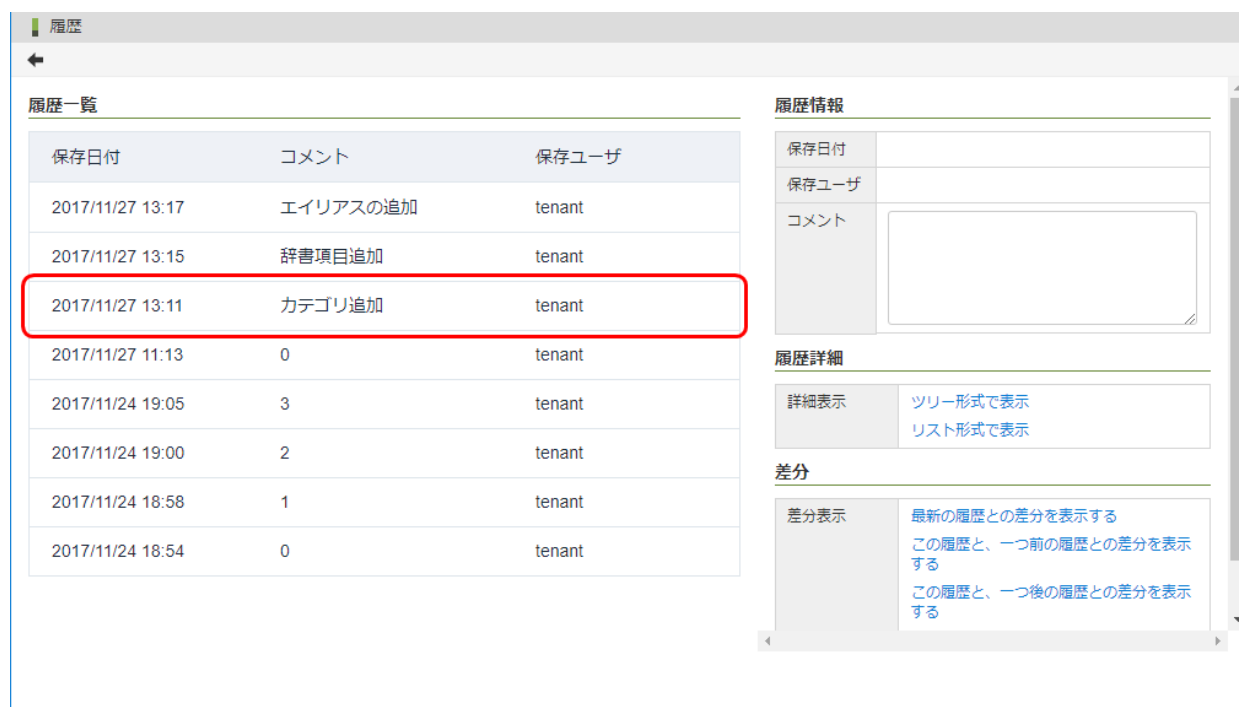 履歴
履歴一覧
保存日付 コメント 保存ユーザ
2017/11/27 13:17 エイリアスの追加 tenant
2017/11/27 13:15 辞書項目追加 tenant
2017/11/27 13:11 カテゴリ追加 tenant
2017/11/27 11:13 0 tenant
2017/11/24 19:05 3 tenant
2017/11/24 19:00 2 tenant
2017/11/24 18:58 1 tenant
2017/11/24 18:54 0 tenant
履歴情報
保存日付
保存ユーザ
コメント
履歴詳細
詳細表示 ツリー形式で表示
リスト形式で表示
差分
差分表示 最新の履歴との差分を表示する
この履歴と、一つ前の履歴との差分を表示
する
この履歴と、一つ後の履歴との差分を表示
する